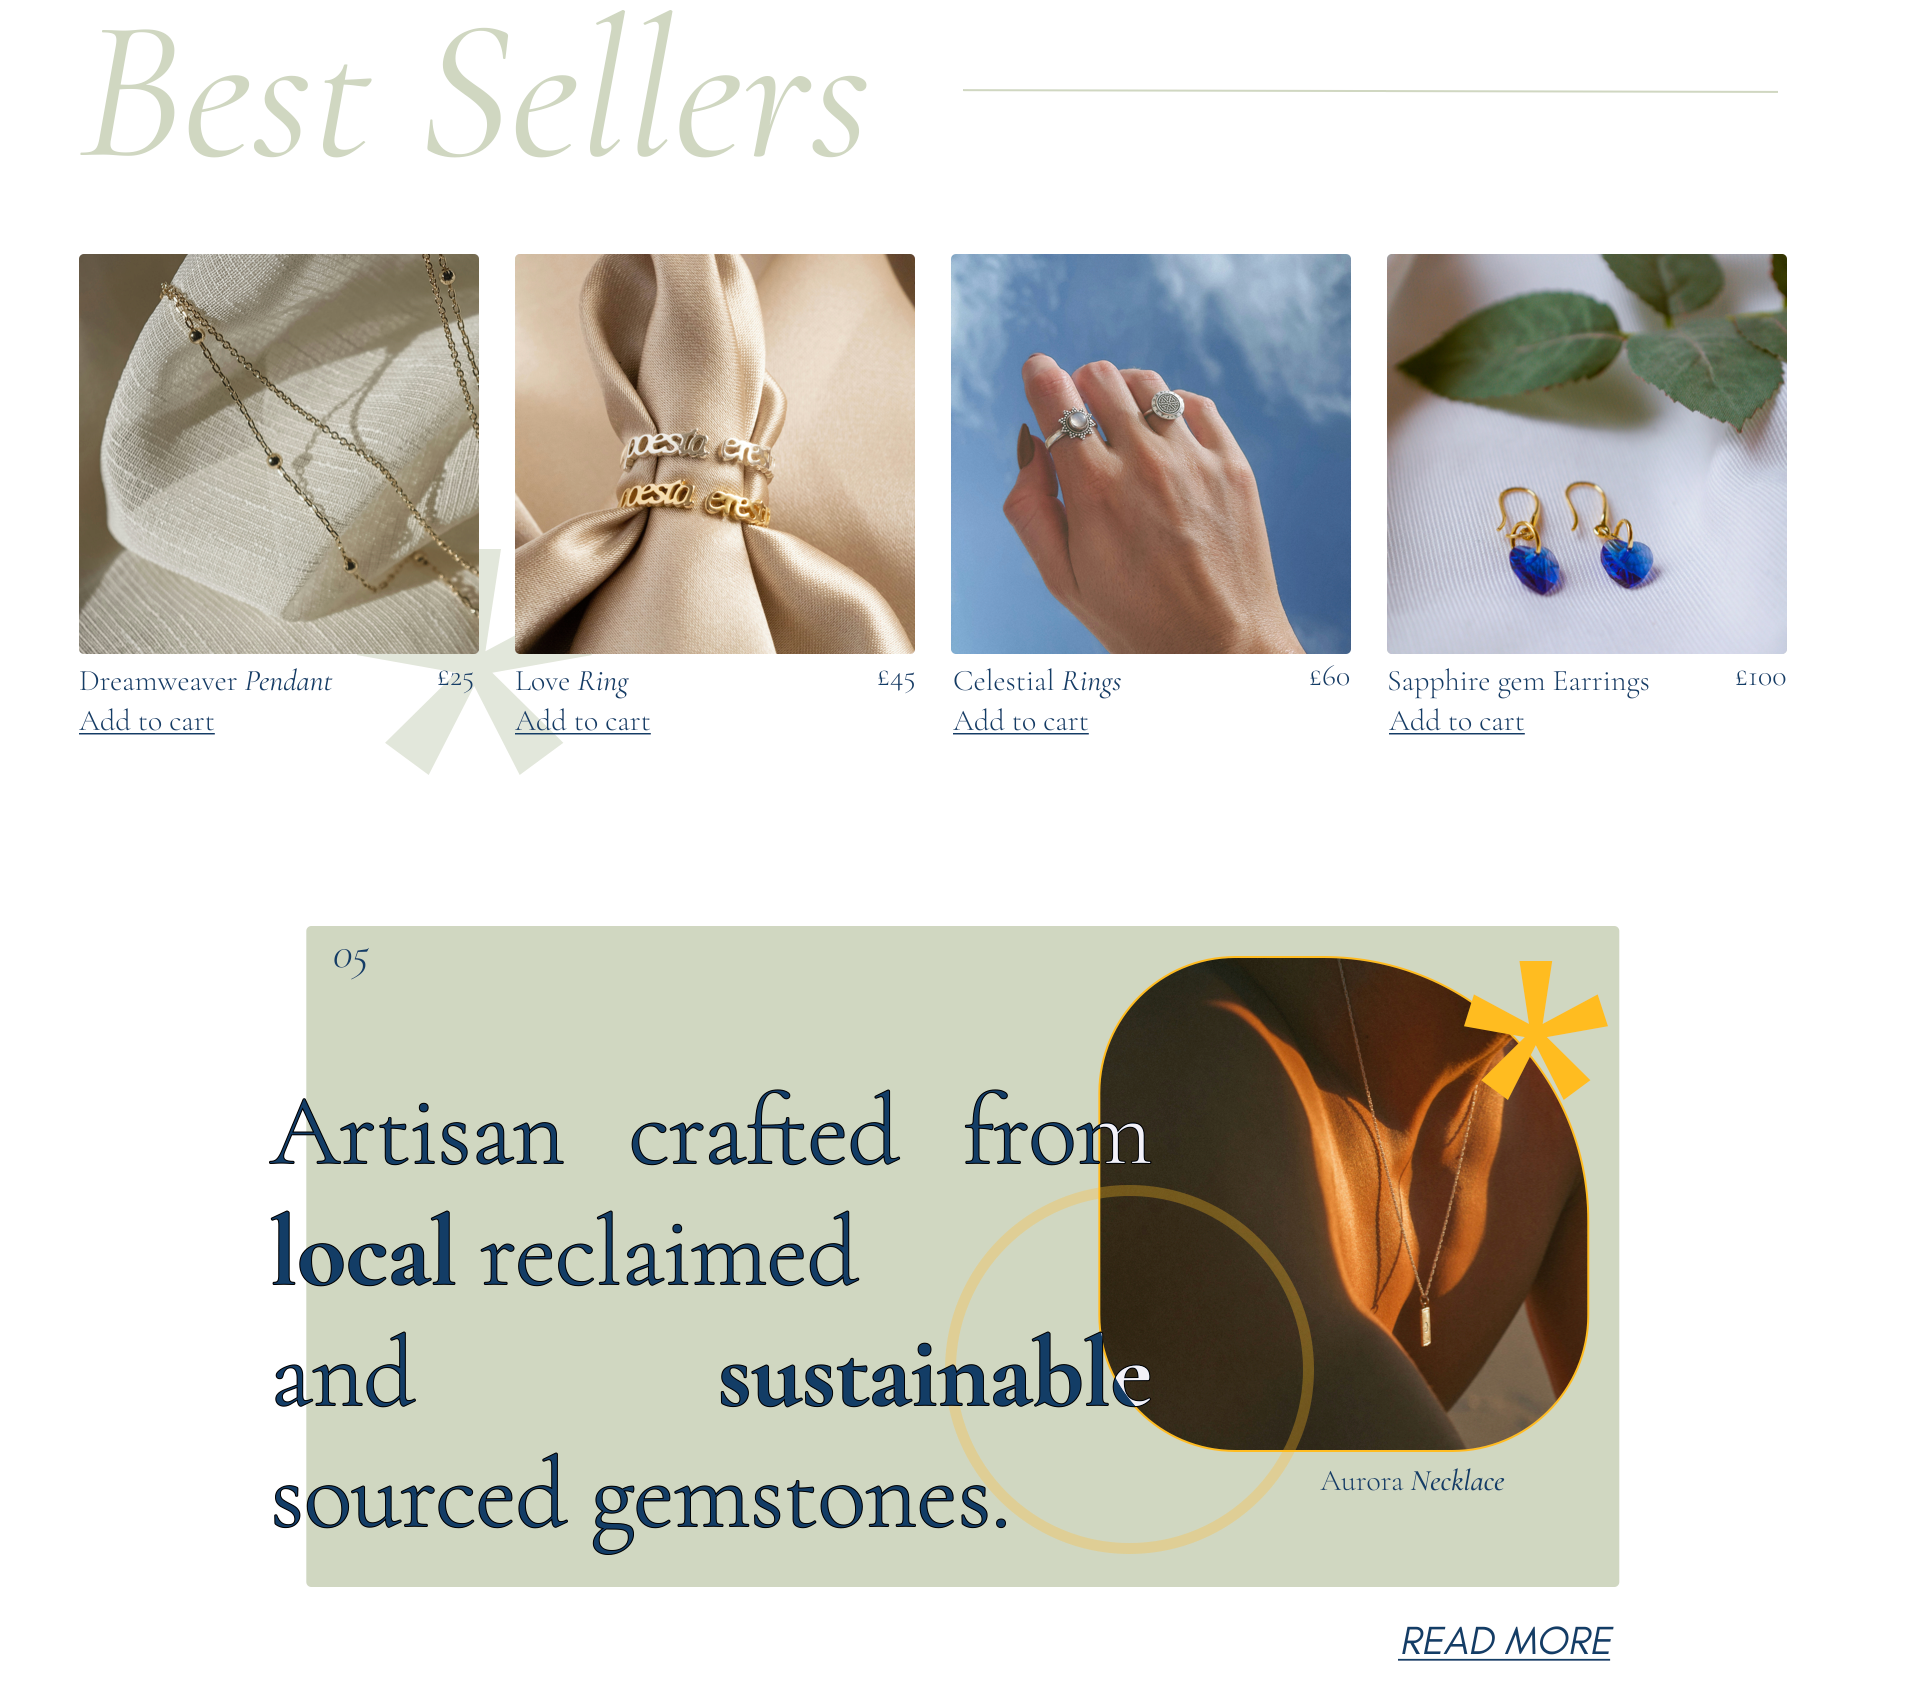 Best Sellers
Dreamweaver Pendant £25
Add to cart
Love Ring £45
Add to cart
Celestial Rings £60
Add to cart
Sapphire gem Earrings £100
Add to cart
05
Artisan crafted from
local reclaimed
and sustainable
sourced gemstones.
Aurora Necklace
READ MORE